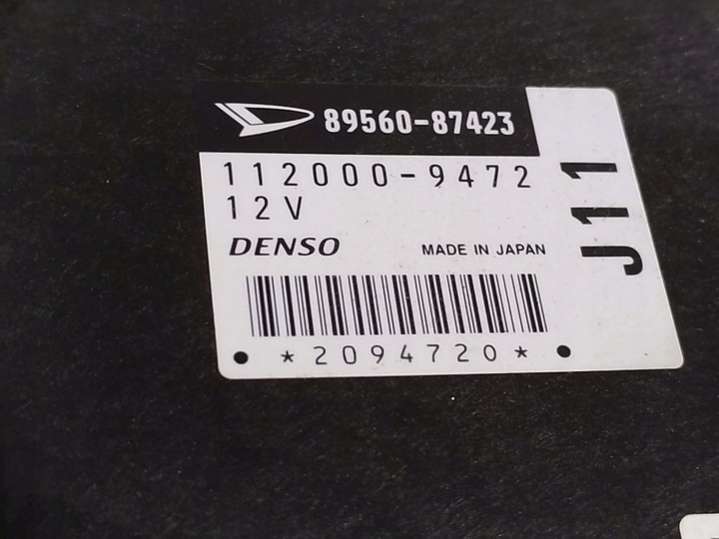 89560-87423
112000-9472
12V
DENSO MADE IN JAPAN
J11
*2094720*